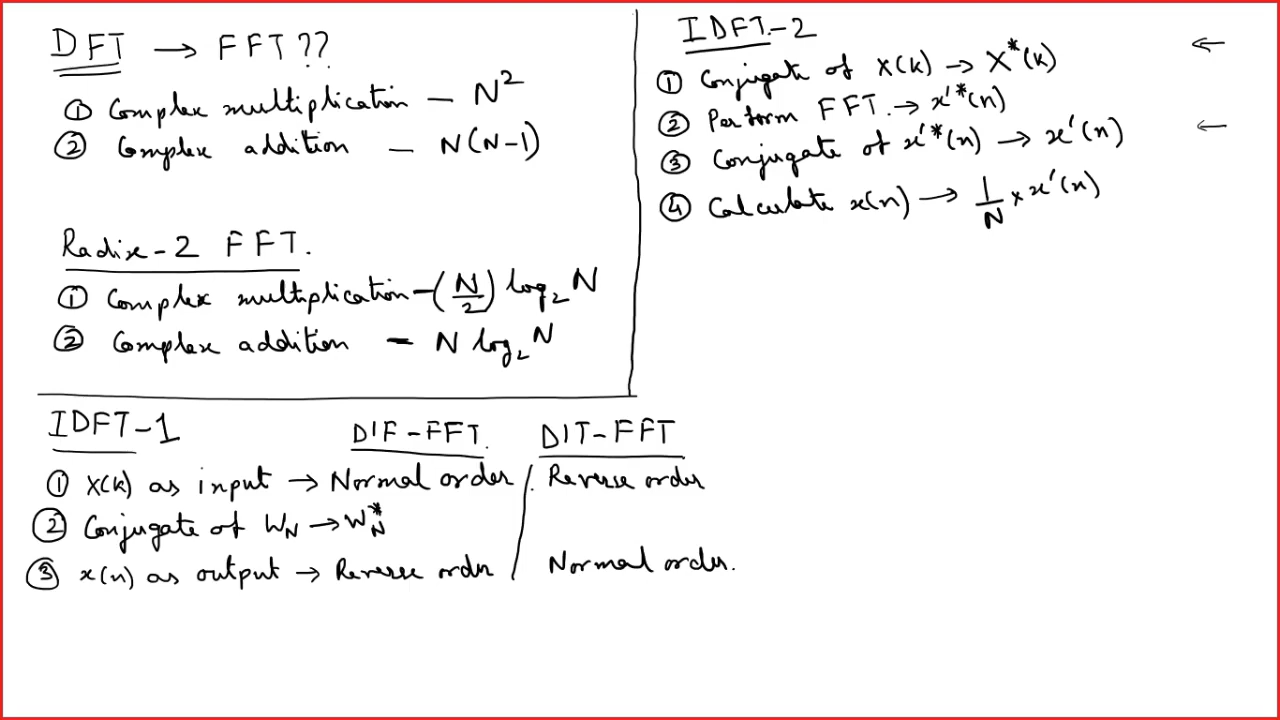 DFT → FFT??
① Complex multiplication – N²
② Complex addition – N(N-1)
Radix-2 FFT.
① Complex multiplication – (N/2) log₂ N
② Complex addition – N log₂ N
IDFT-2 ←
① Conjugate of X(k) → X*(k)
② Perform FFT. → x'*(n)
③ Conjugate of x'*(n) → x'(n) ←
④ Calculate x(n) → 1/N × x'(n)
IDFT-1 DIF-FFT. DIT-FFT
① X(k) as input → Normal order / Reverse order
② Conjugate of W_N → W_N*
③ x(n) as output → Reverse order / Normal order.